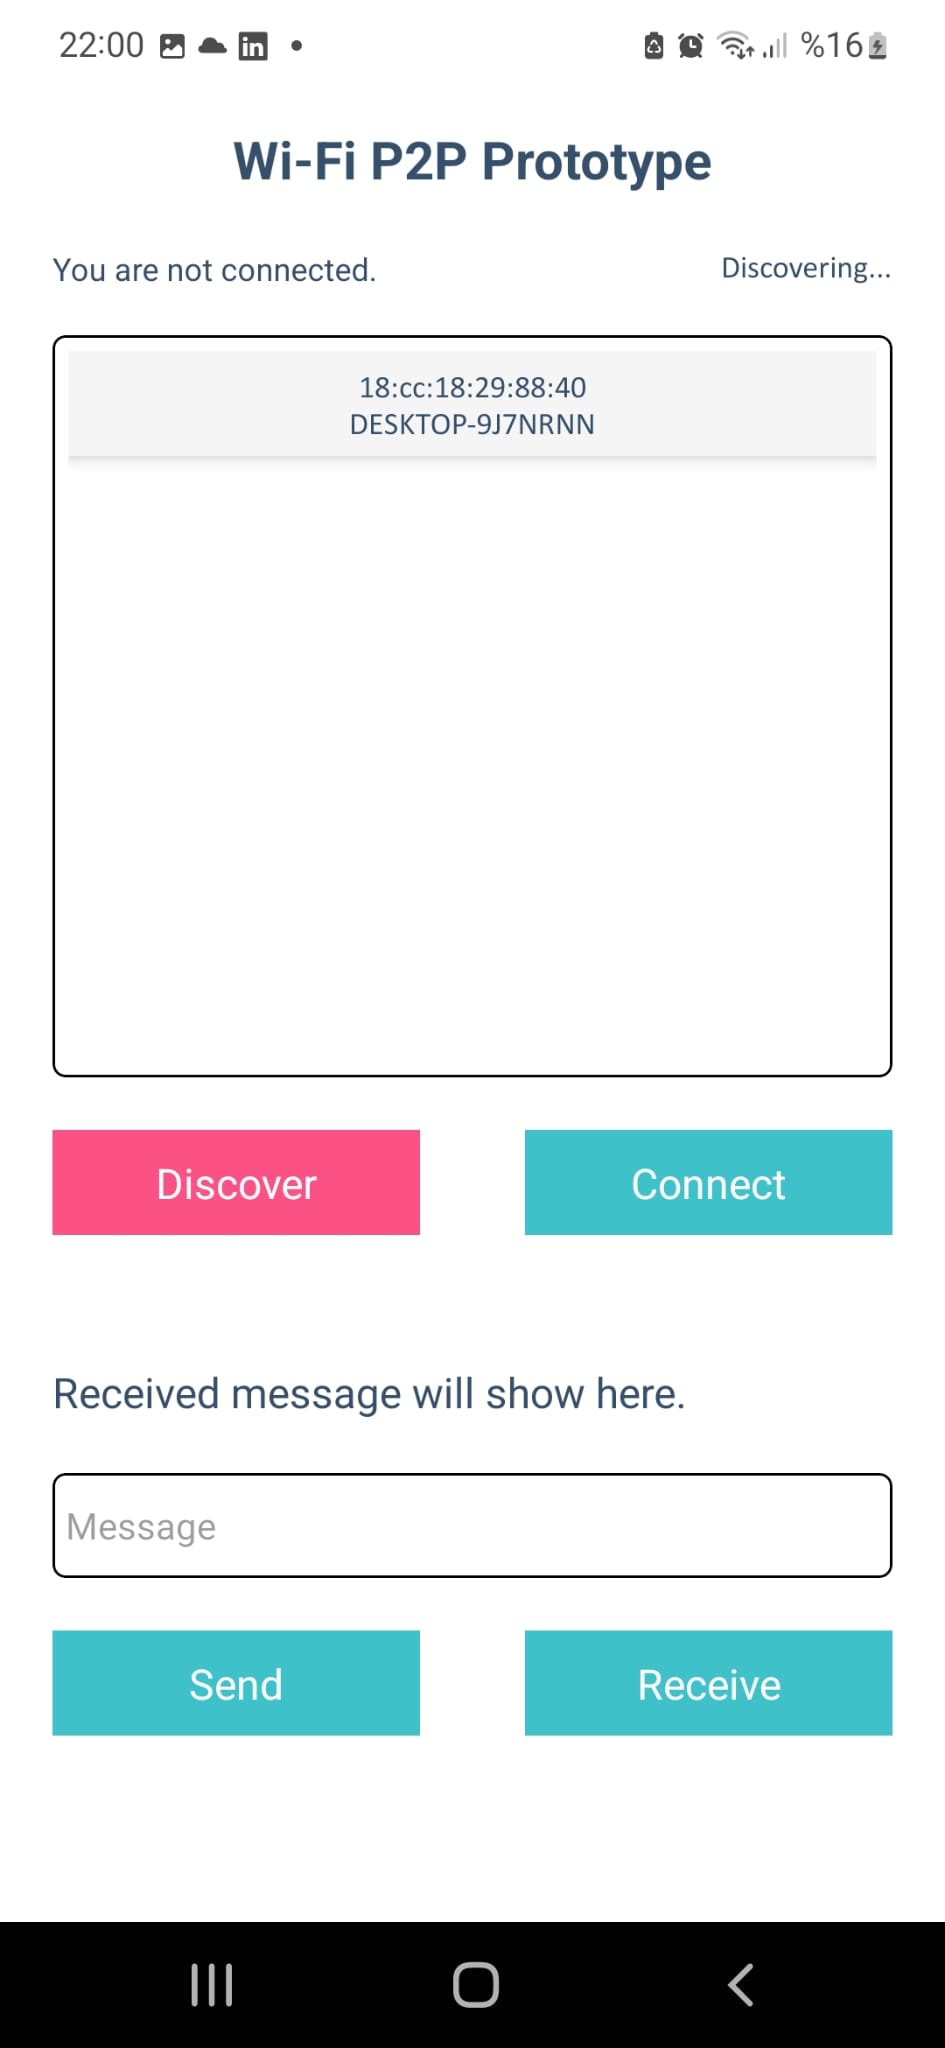 22:00 in %16
Wi-Fi P2P Prototype
You are not connected. Discovering...
18:cc:18:29:88:40
DESKTOP-9J7NRNN
Discover Connect
Received message will show here.
Message
Send Receive